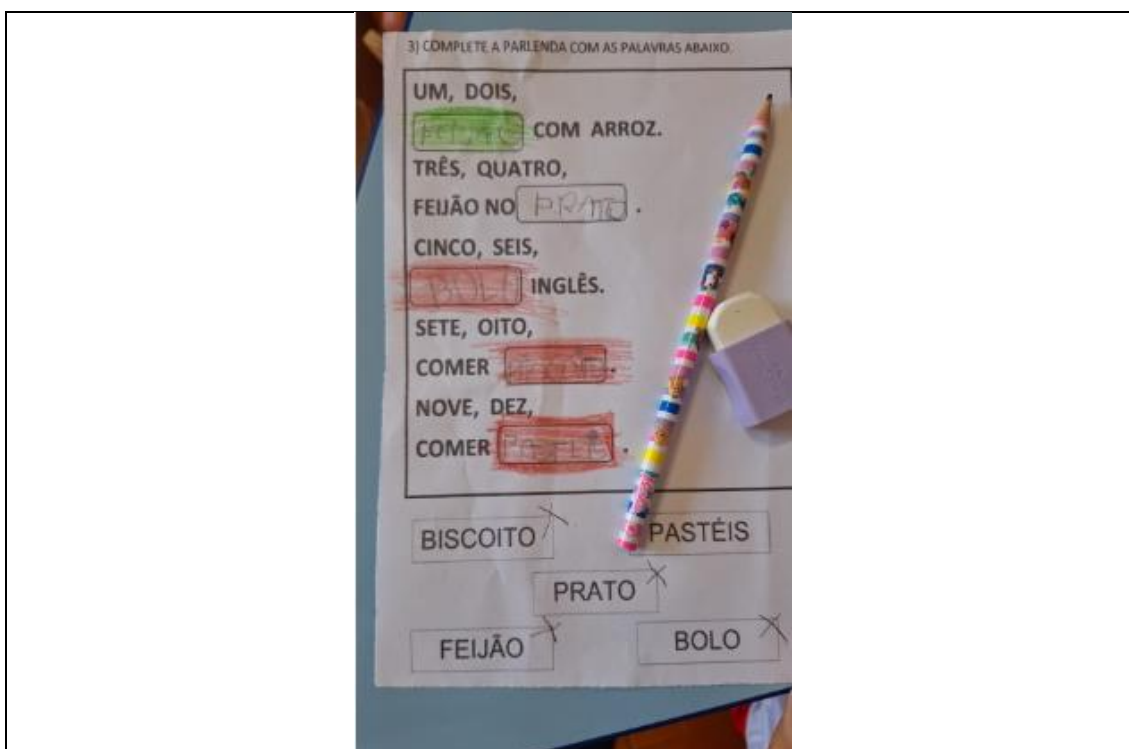 3) COMPLETE A PARLENDA COM AS PALAVRAS ABAIXO.
UM, DOIS,
FEIJÃO COM ARROZ.
TRÊS, QUATRO,
FEIJÃO NO PRATO .
CINCO, SEIS,
BOLO INGLÊS.
SETE, OITO,
COMER .
NOVE, DEZ,
COMER .
BISCOITO PASTÉIS
PRATO
FEIJÃO BOLO